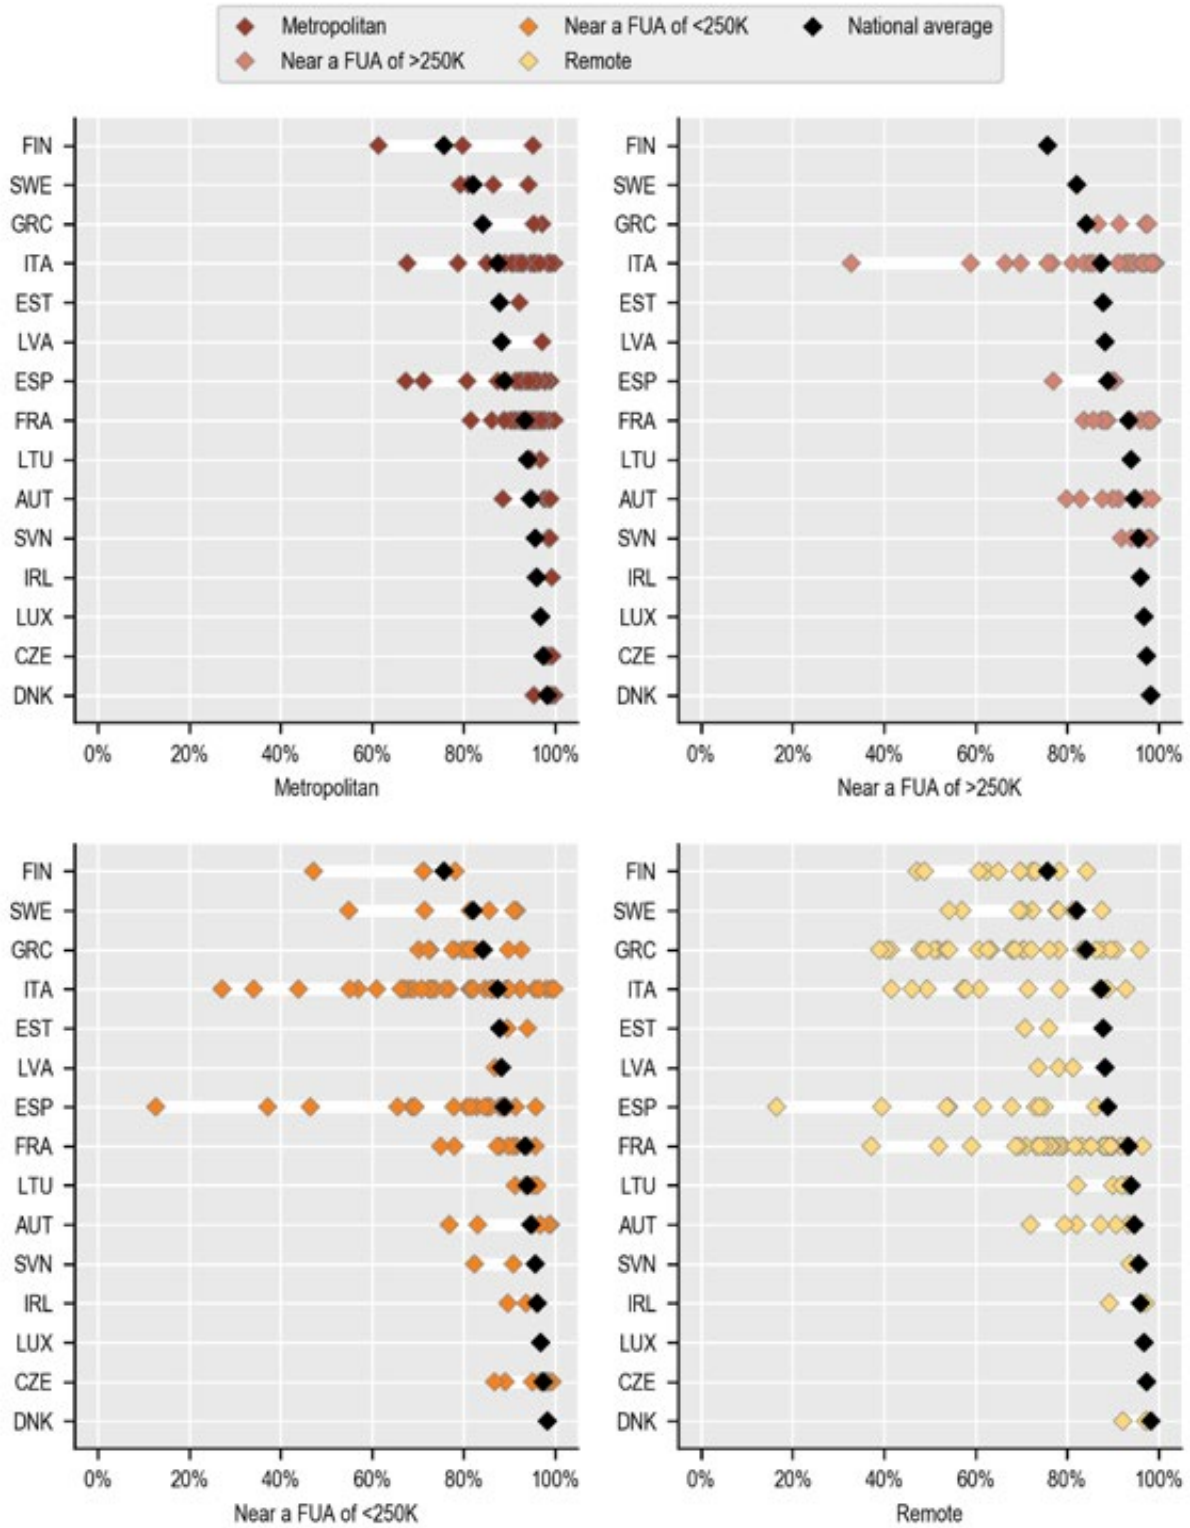 Metropolitan
Near a FUA of <250K
National average
Near a FUA of >250K
Remote
FIN
SWE
GRC
ITA
EST
LVA
ESP
FRA
LTU
AUT
SVN
IRL
LUX
CZE
DNK
0% 20% 40% 60% 80% 100%
Metropolitan
FIN
SWE
GRC
ITA
EST
LVA
ESP
FRA
LTU
AUT
SVN
IRL
LUX
CZE
DNK
0% 20% 40% 60% 80% 100%
Near a FUA of >250K
FIN
SWE
GRC
ITA
EST
LVA
ESP
FRA
LTU
AUT
SVN
IRL
LUX
CZE
DNK
0% 20% 40% 60% 80% 100%
Near a FUA of <250K
FIN
SWE
GRC
ITA
EST
LVA
ESP
FRA
LTU
AUT
SVN
IRL
LUX
CZE
DNK
0% 20% 40% 60% 80% 100%
Remote